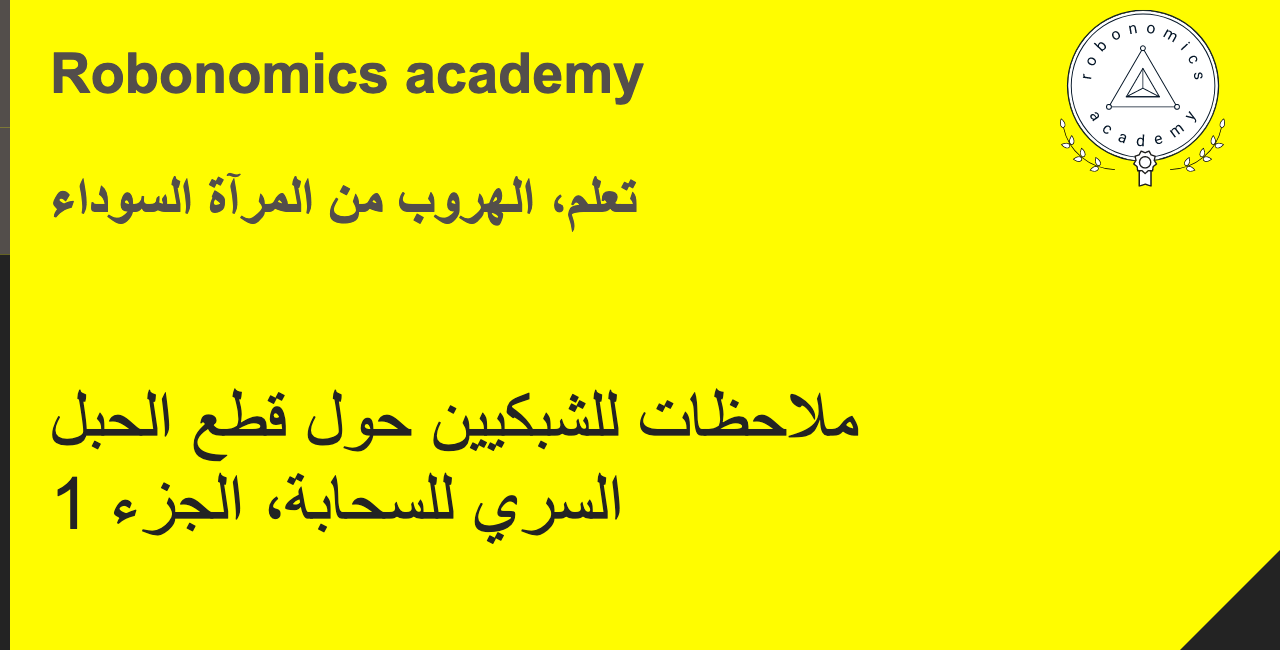 Robonomics academy
robonomics academy
تعلم، الهروب من المرآة السوداء
ملاحظات للشبكيين حول قطع الحبل
السري للسحابة، الجزء 1